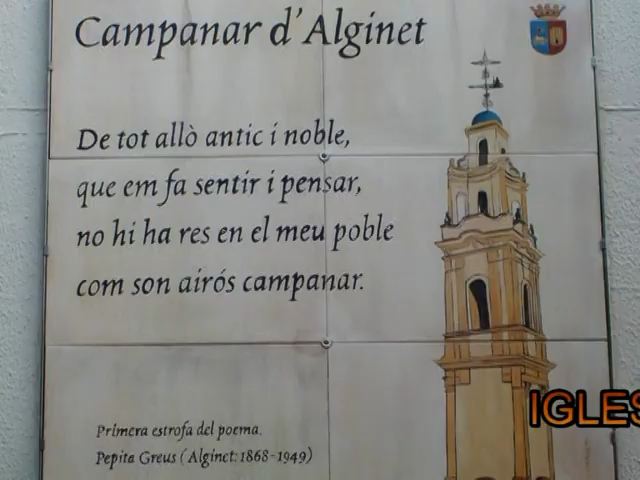 Campanar d'Alginet
De tot allò antic i noble,
que em fa sentir i pensar,
no hi ha res en el meu poble
com son airós campanar.
Primera estrofa del poema.
Pepita Greus (Alginet: 1868-1949)